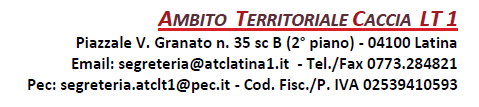 AMBITO TERRITORIALE CACCIA LT 1
Piazzale V. Granato n. 35 sc B (2° piano) - 04100 Latina
Email: segreteria@atclatina1.it - Tel./Fax 0773.284821
Pec: segreteria.atclt1@pec.it - Cod. Fisc./P. IVA 02539410593